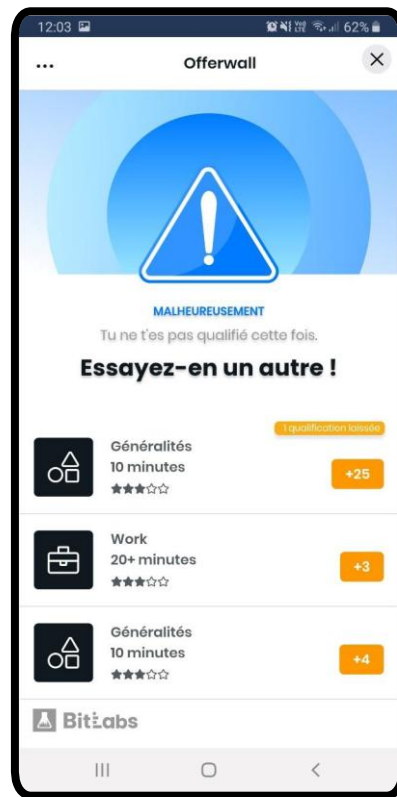 12:03
62%
...
Offerwall
MALHEUREUSEMENT
Tu ne t'es pas qualifié cette fois.
Essayez-en un autre !
1 qualification laissée
Généralités
10 minutes
+25
Work
20+ minutes
+3
Généralités
10 minutes
+4
BitLabs